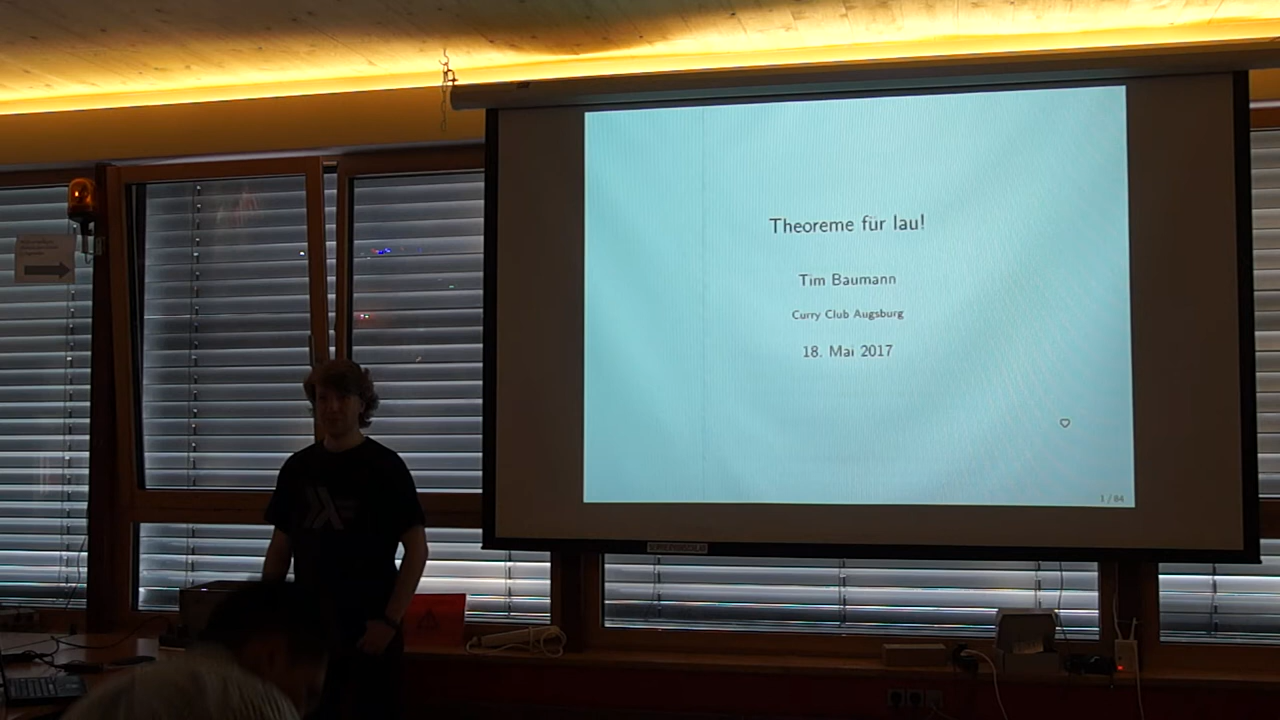 Theoreme für lau!
Tim Baumann
Curry Club Augsburg
18. Mai 2017
1 / 84